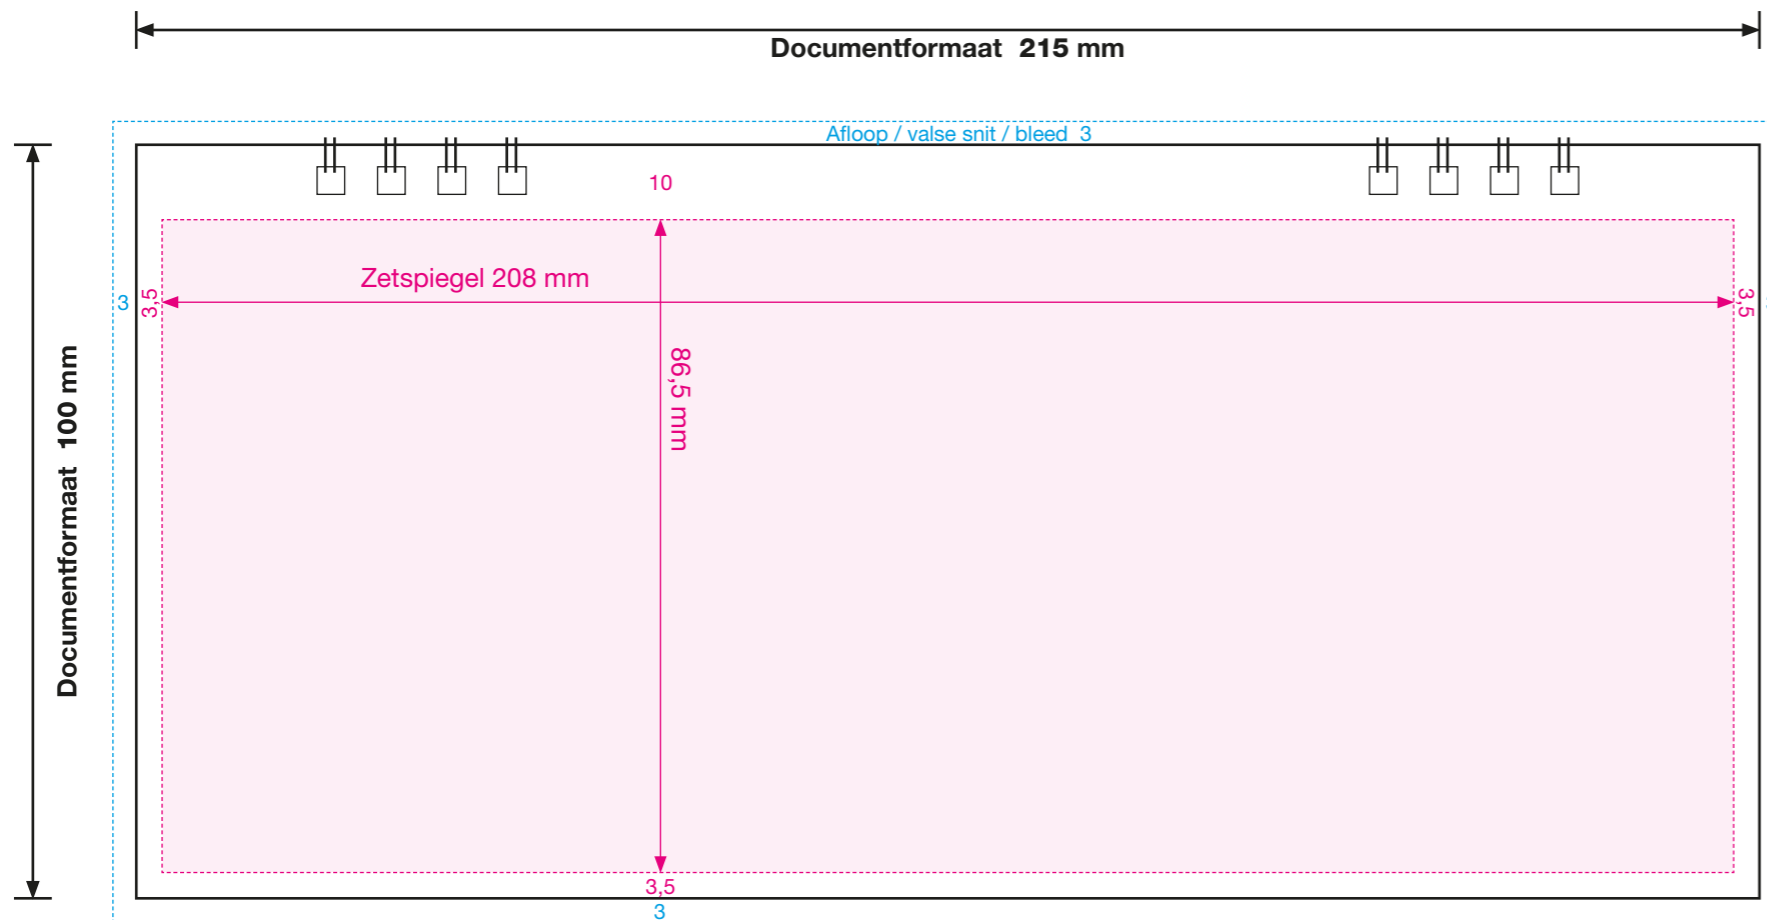 Documentformaat 215 mm
Afloop / valse snit / bleed 3
10
Zetspiegel 208 mm
3
3,5
3,5
86,5 mm
Documentformaat 100 mm
3,5
3